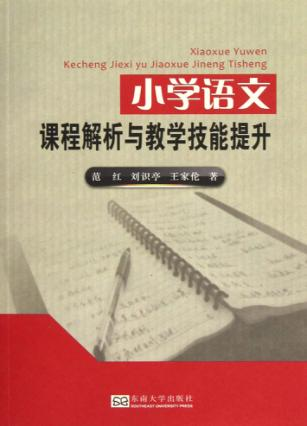 Xiaoxue Yuwen
Kecheng Jiexi yu Jiaoxue Jineng Tisheng
小学语文
课程解析与教学技能提升
范 红 刘识亭 王家伦 著
东南大学出版社
SOUTHEAST UNIVERSITY PRESS